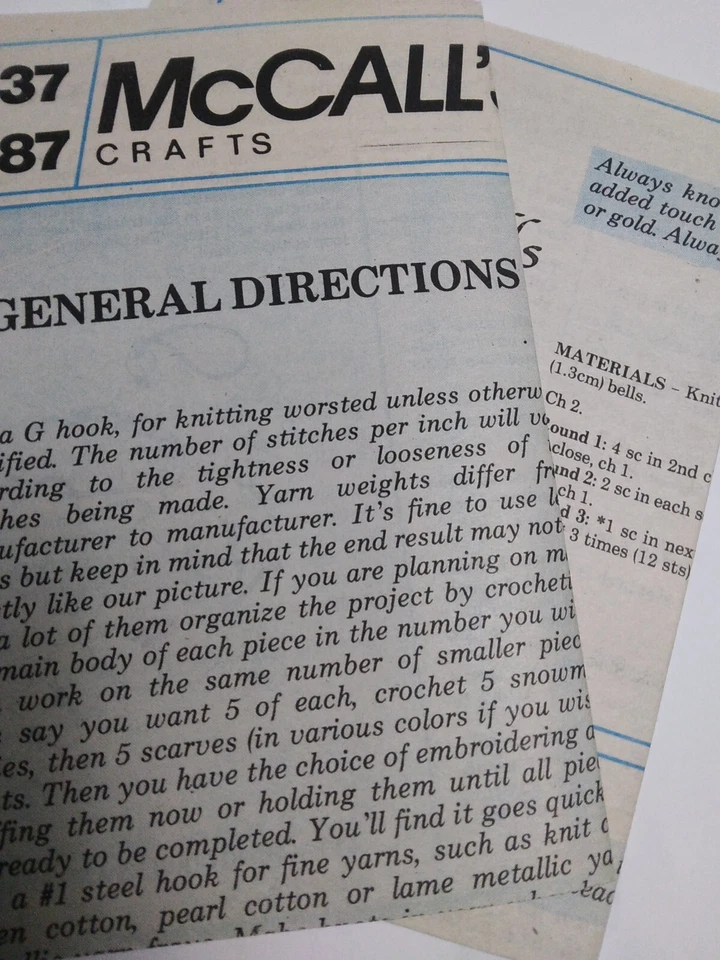 37
87
McCALL'
CRAFTS
GENERAL DIRECTIONS
a G hook, for knitting worsted unless otherw
ified. The number of stitches per inch will v
rding to the tightness or looseness of
hes being made. Yarn weights differ fr
ufacturer to manufacturer. It's fine to use
s but keep in mind that the end result may not
tly like our picture. If you are planning on m
a lot of them organize the project by crocheti
main body of each piece in the number you wi
work on the same number of smaller piec
say you want 5 of each, crochet 5 snowm
es, then 5 scarves (in various colors if you wis
ts. Then you have the choice of embroidering a
ffing them now or holding them until all pie
ready to be completed. You'll find it goes quick
a #1 steel hook for fine yarns, such as knit
en cotton, pearl cotton or lame metallic ya
Always kno
added touch
or gold. Alwa
s
MATERIALS – Knit
(1.3cm) bells.
Ch 2.
ound 1: 4 sc in 2nd c
close, ch 1.
und 2: 2 sc in each s
ch 1.
d 3: *1 sc in nex
3 times (12 sts)